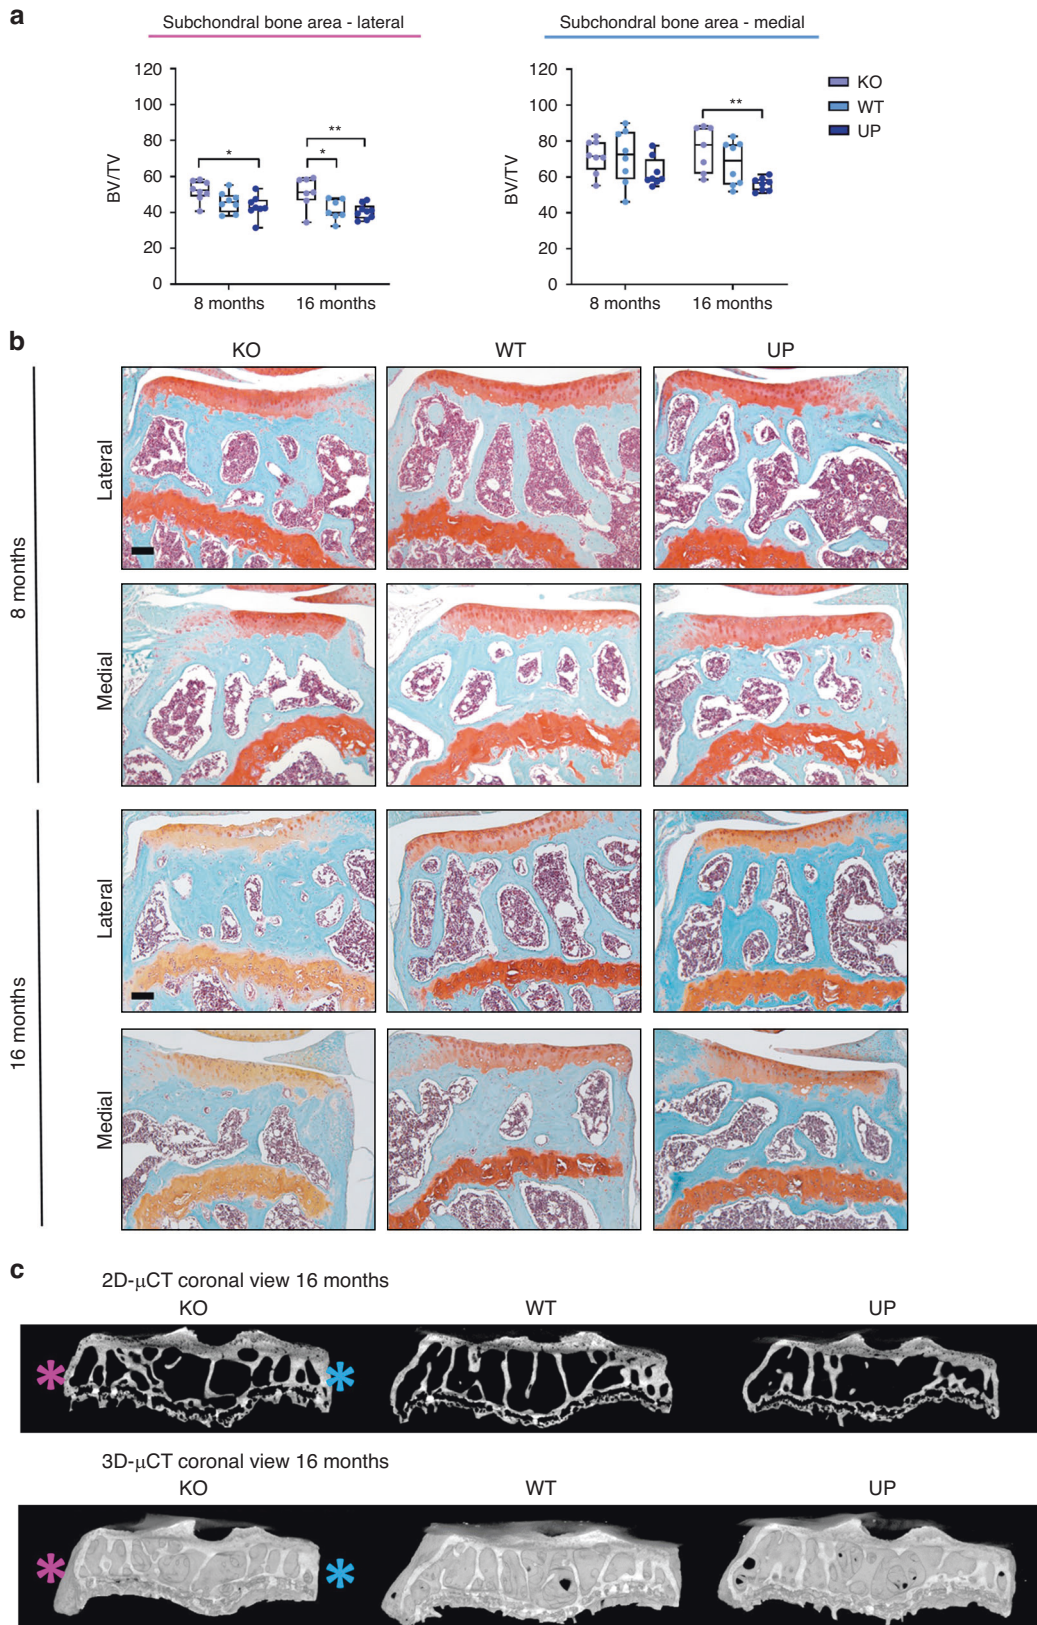 a
Subchondral bone area - lateral
Subchondral bone area - medial
120
100
80
60
40
20
0
BV/TV
*
**
*
8 months
16 months
120
100
80
60
40
20
0
BV/TV
**
8 months
16 months
KO
WT
UP
b
KO
WT
UP
8 months
Lateral
Medial
16 months
Lateral
Medial
c
2D-μCT coronal view 16 months
KO
WT
UP
*
*
3D-μCT coronal view 16 months
KO
WT
UP
*
*